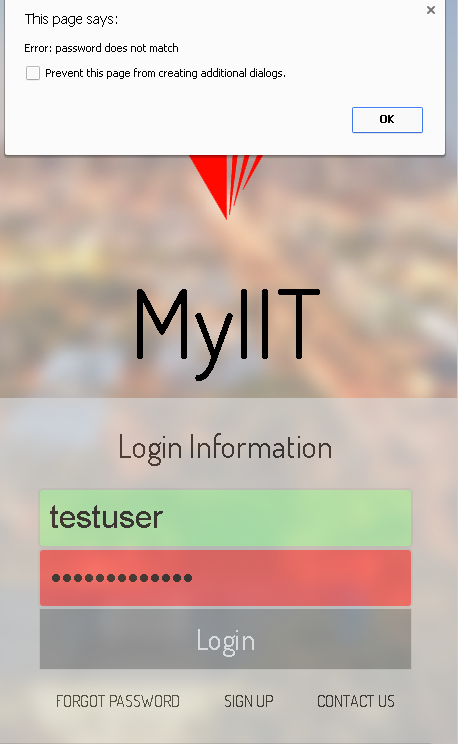 This page says:
Error: password does not match
Prevent this page from creating additional dialogs.
OK
MyIIT
Login Information
testuser
•••••••••••••
Login
FORGOT PASSWORD SIGN UP CONTACT US